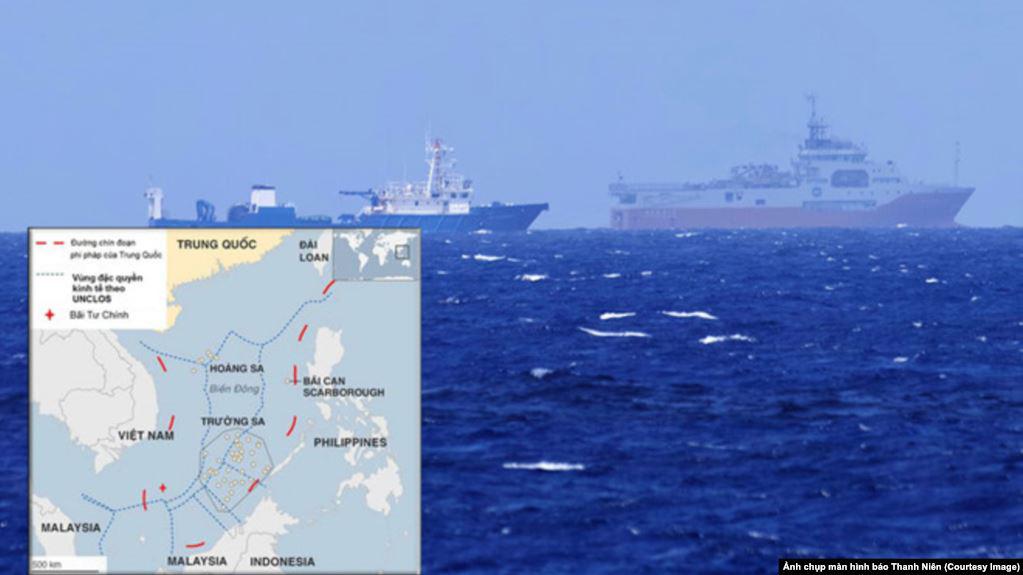 Đường chín đoạn
phi pháp của Trung Quốc
Vùng đặc quyền
kinh tế theo
UNCLOS
Bãi Tư Chính
TRUNG QUỐC
ĐÀI
LOAN
HOÀNG SA
Biển Đông
BÃI CẠN
SCARBOROUGH
TRƯỜNG SA
VIỆT NAM
PHILIPPINES
MALAYSIA
MALAYSIA
INDONESIA
500 km
Ảnh chụp màn hình báo Thanh Niên (Courtesy Image)